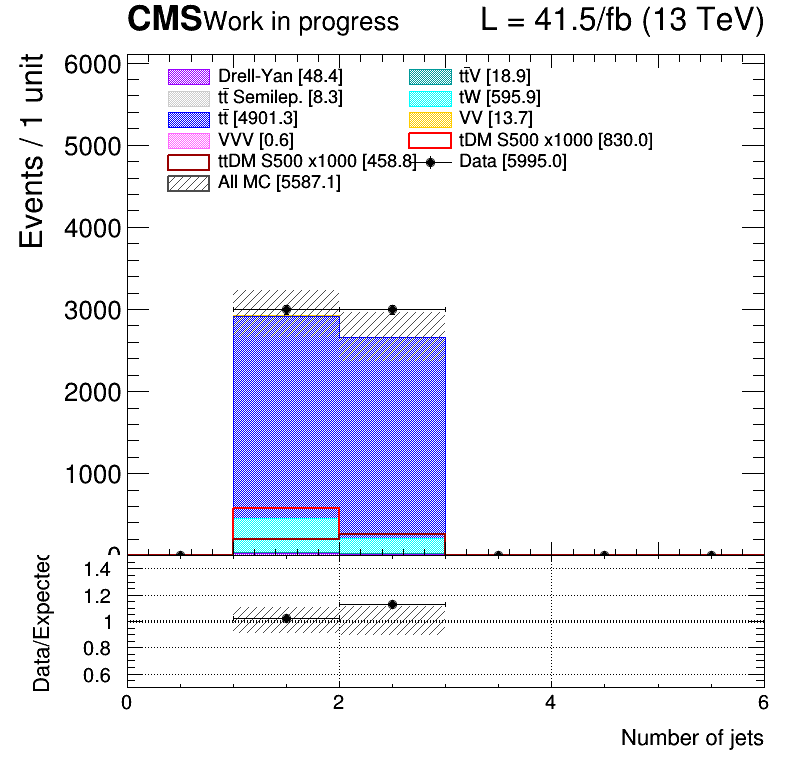 CMS Work in progress L = 41.5/fb (13 TeV)
Events / 1 unit
6000
5000
4000
3000
2000
1000
0
Drell-Yan [48.4]
tt̄V [18.9]
tt̄ Semilep. [8.3]
tW [595.9]
tt̄ [4901.3]
VV [13.7]
VVV [0.6]
tDM S500 x1000 [830.0]
ttDM S500 x1000 [458.8]
Data [5995.0]
All MC [5587.1]
Data/Expected
1.4
1.2
1
0.8
0.6
0 2 4 6
Number of jets